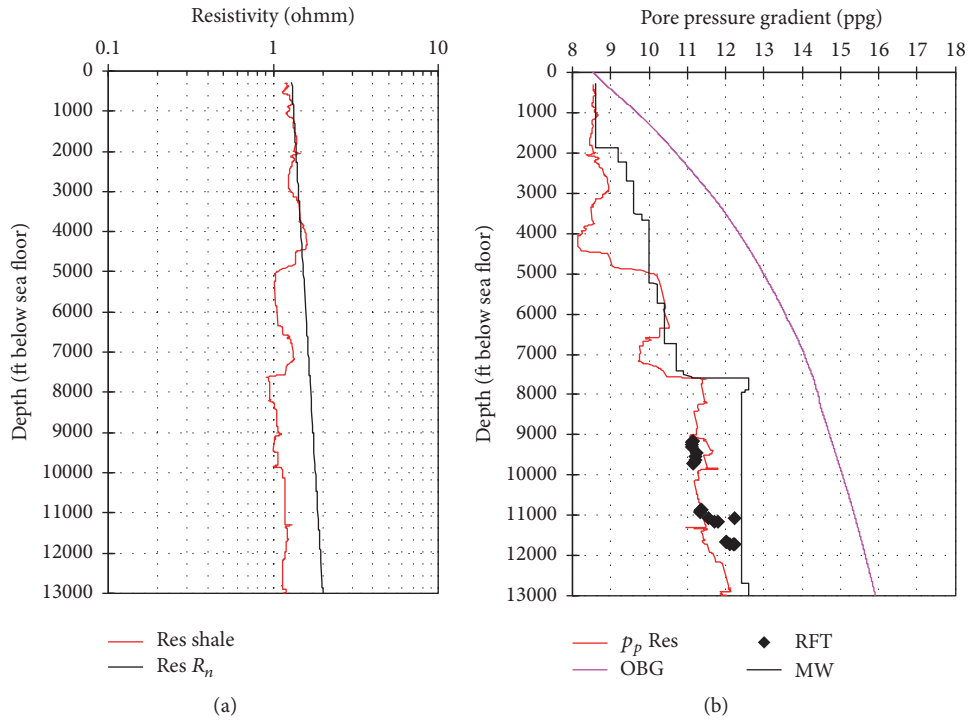 Resistivity (ohmm)
0.1 1 10
0
1000
2000
3000
4000
5000
6000
7000
8000
9000
10000
11000
12000
13000
Depth (ft below sea floor)
Res shale
Res Rn
(a)
Pore pressure gradient (ppg)
8 9 10 11 12 13 14 15 16 17 18
0
1000
2000
3000
4000
5000
6000
7000
8000
9000
10000
11000
12000
13000
Depth (ft below sea floor)
pp Res RFT
OBG MW
(b)